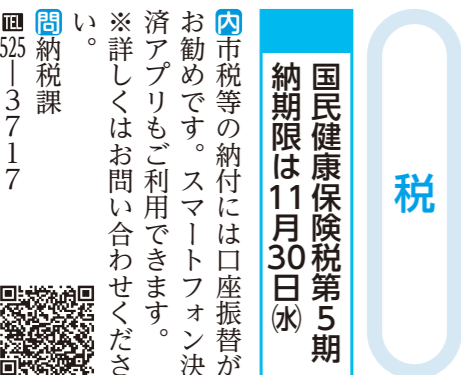 税
国民健康保険税第5期
納期限は11月30日㈬
内市税等の納付には口座振替が
お勧めです。スマートフォン決
済アプリもご利用できます。
※詳しくはお問い合わせくださ
い。
問納税課
℡525―3717